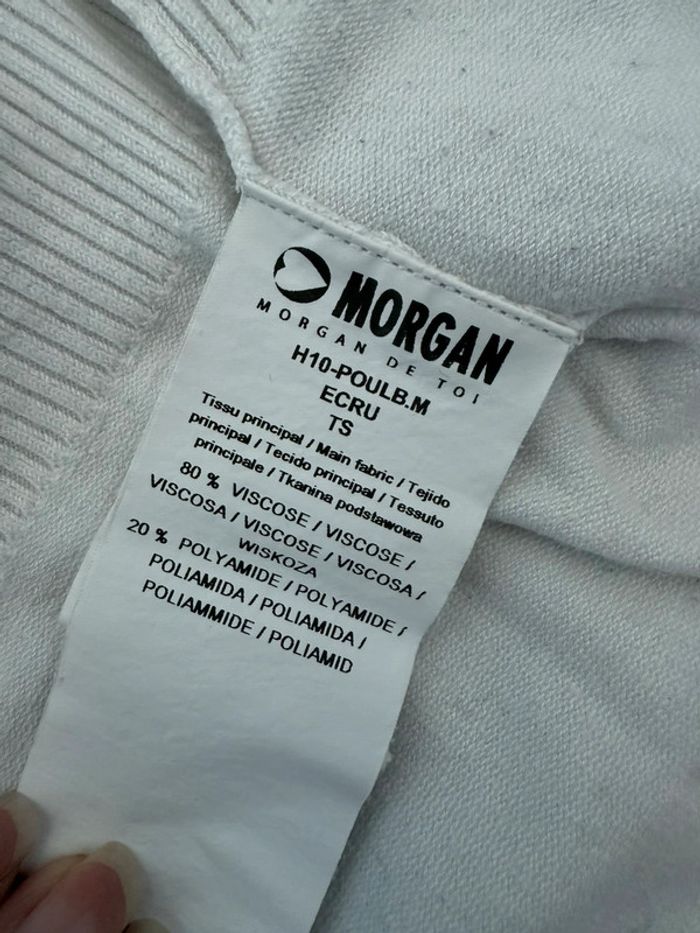 MORGAN
MORGAN DE TOI
H10-POULB.M
ECRU
TS
Tissu principal / Main fabric / Tejido
principal / Tecido principal / Tessuto
principale / Tkanina podstawowa
80 % VISCOSE / VISCOSE /
VISCOSA / VISCOSE / VISCOSA /
WISKOZA
20 % POLYAMIDE / POLYAMIDE /
POLIAMIDA / POLIAMIDA /
POLIAMMIDE / POLIAMID